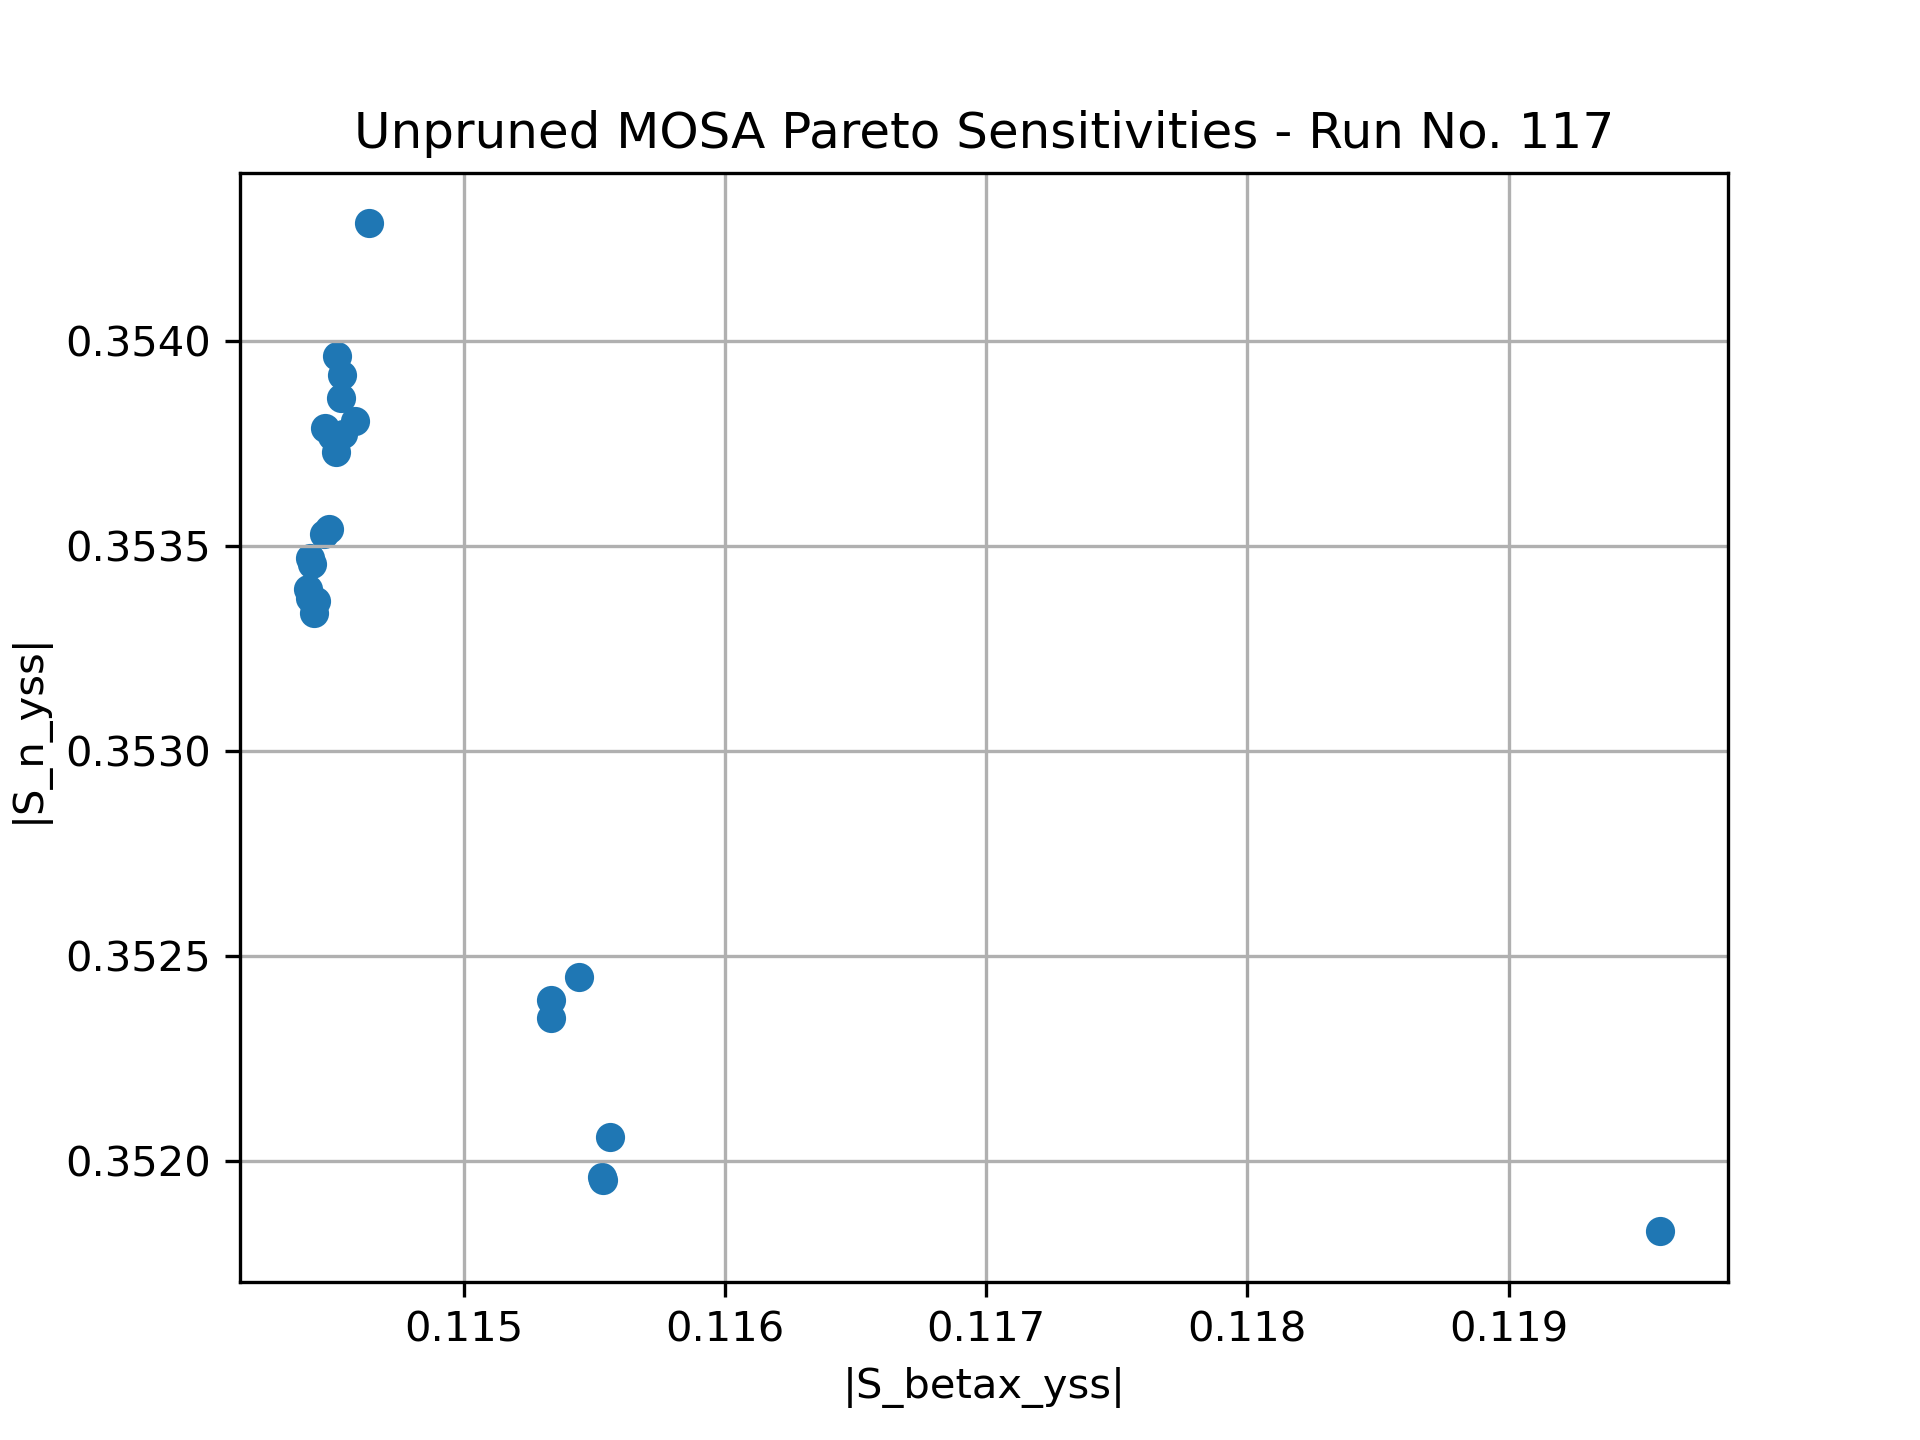 Unpruned MOSA Pareto Sensitivities - Run No. 117
0.3540
0.3535
0.3530
0.3525
0.3520
|S_n_yss|
0.115 0.116 0.117 0.118 0.119
|S_betax_yss|